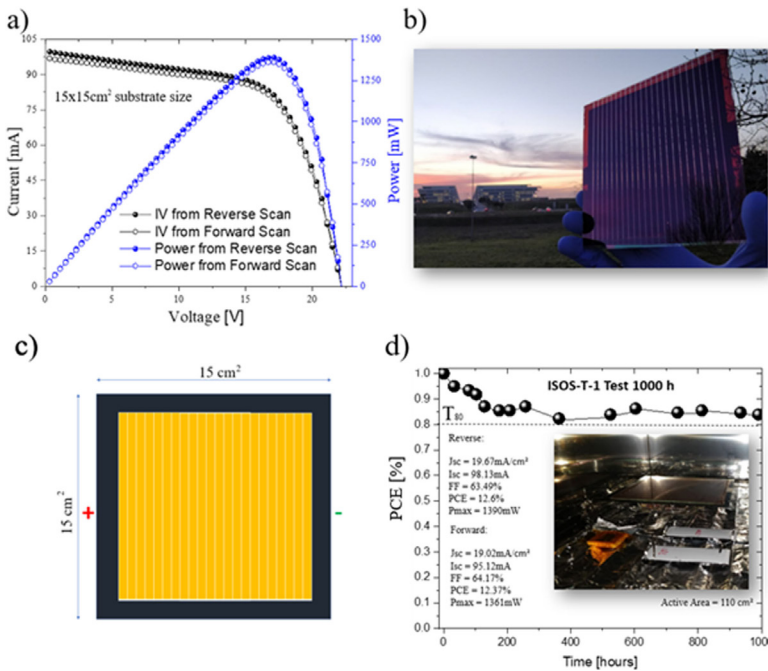 a)
105
90
75
60
45
30
15
0
Current [mA]
15x15cm² substrate size
IV from Reverse Scan
IV from Forward Scan
Power from Reverse Scan
Power from Forward Scan
0 5 10 15 20
Voltage [V]
1500
1250
1000
750
500
250
0
Power [mW]
b)
c)
15 cm²
15 cm²
+
-
d)
1.0
0.9
0.8
0.7
0.6
0.5
0.4
0.3
0.2
0.1
0.0
PCE [%]
ISOS-T-1 Test 1000 h
T80
Reverse:
Jsc = 19.67mA/cm²
Isc = 98.13mA
FF = 63.49%
PCE = 12.6%
Pmax = 1390mW
Forward:
Jsc = 19.02mA/cm²
Isc = 95.12mA
FF = 64.17%
PCE = 12.37%
Pmax = 1361mW
Active Area = 110 cm²
0 100 200 300 400 500 600 700 800 900 100
Time [hours]